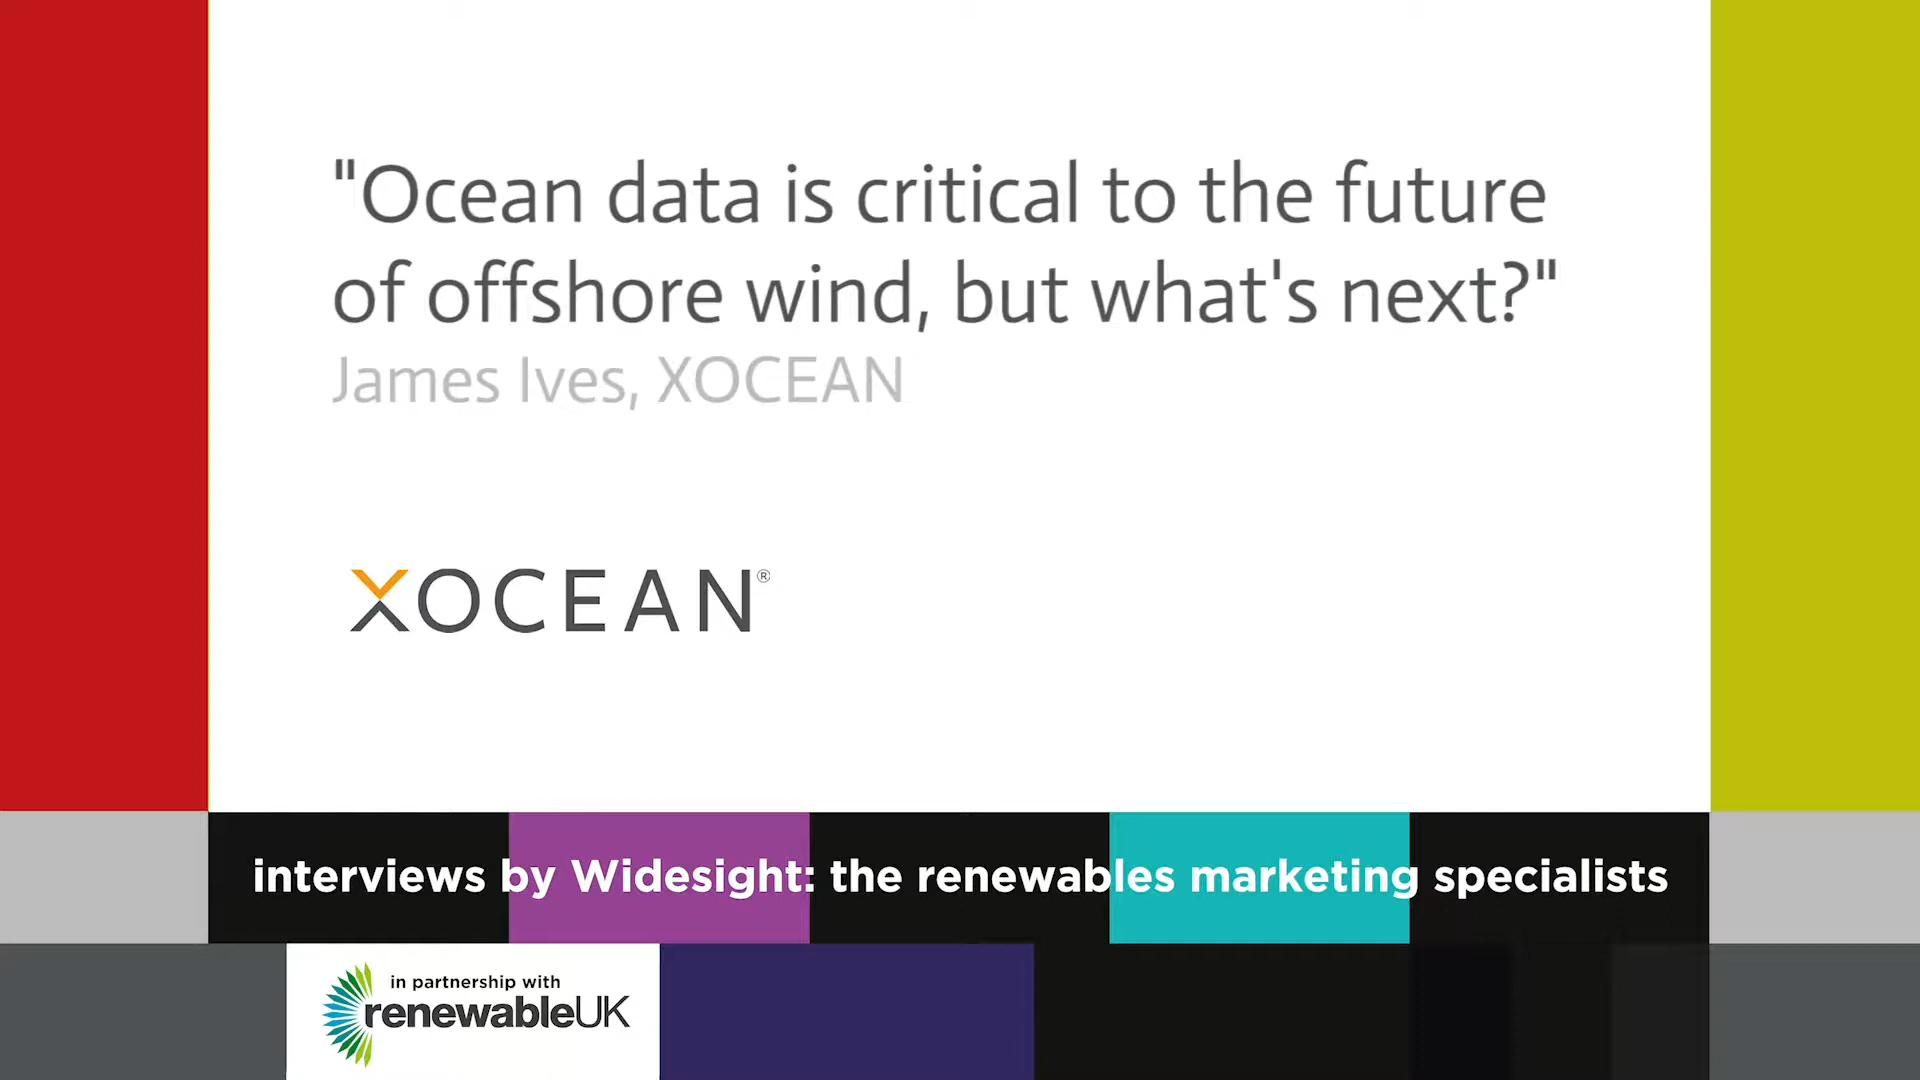 "Ocean data is critical to the future
of offshore wind, but what's next?"
James Ives, XOCEAN
XOCEAN®
interviews by Widesight: the renewables marketing specialists
in partnership with
renewableUK